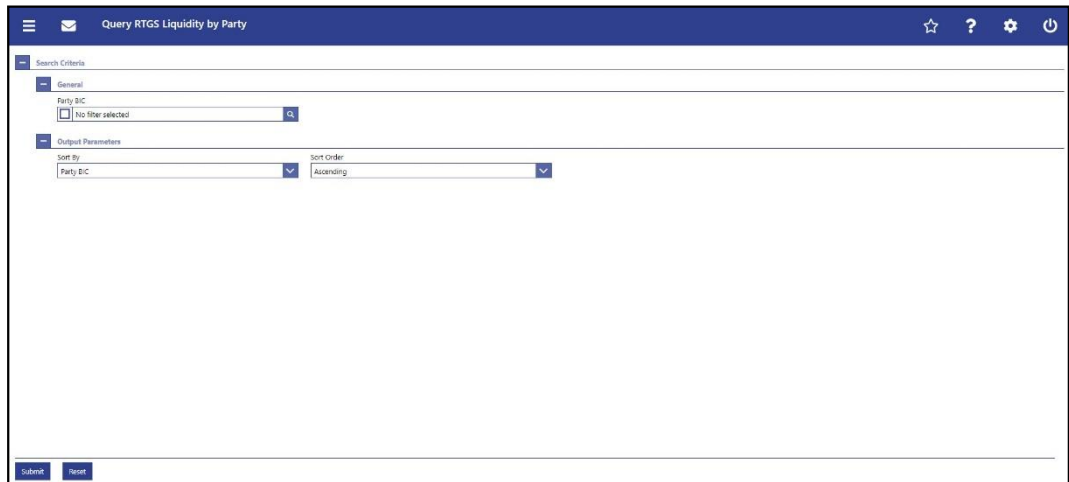 Query RTGS Liquidity by Party
?
Search Criteria
General
Party BIC
No filter selected
Output Parameters
Sort By Sort Order
Party BIC Ascending
Submit Reset